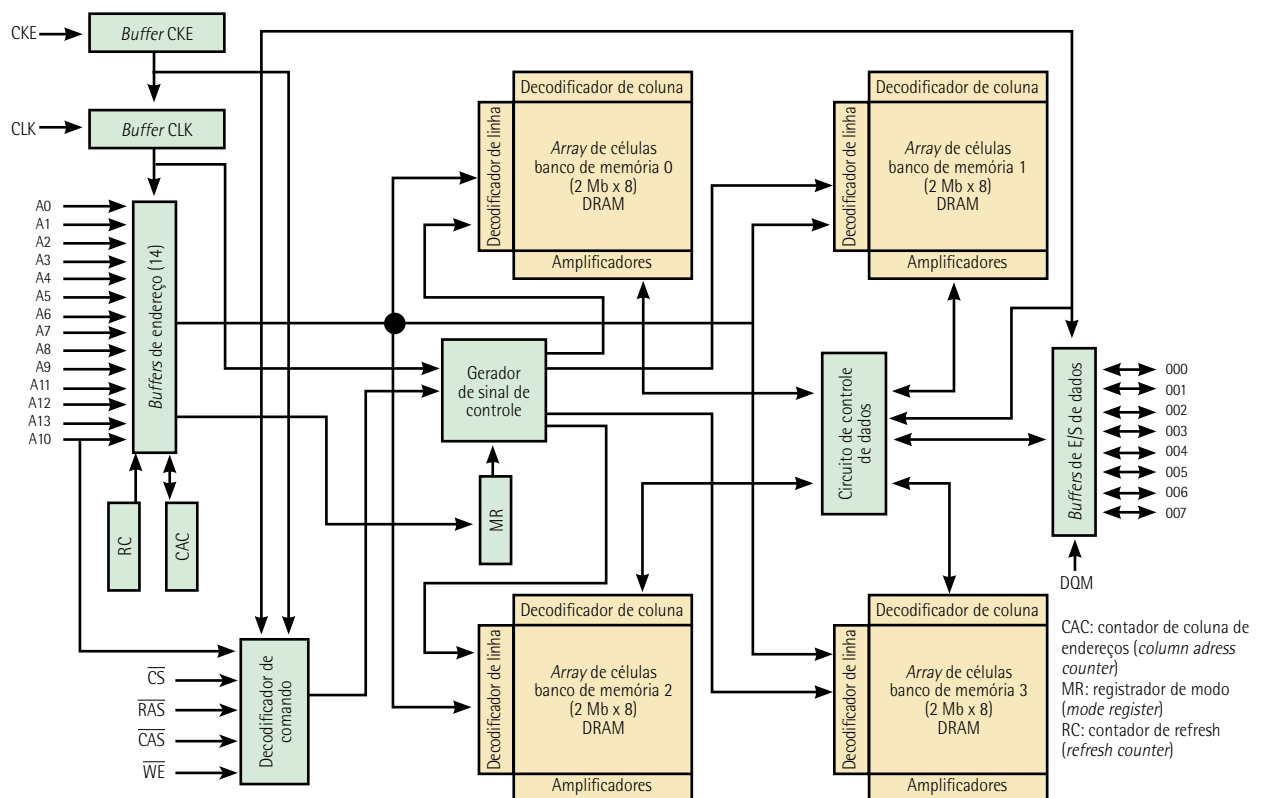 CKE
Buffer CKE
CLK
Buffer CLK
A0
A1
A2
A3
A4
A5
A6
A7
A8
A9
A11
A12
A13
A10
Buffers de endereço (14)
RC
CAC
CS
RAS
CAS
WE
Decodificador de
comando
Decodificador de coluna
Decodificador de linha
Array de células
banco de memória 0
(2 Mb x 8)
DRAM
Amplificadores
Decodificador de coluna
Decodificador de linha
Array de células
banco de memória 1
(2 Mb x 8)
DRAM
Amplificadores
Gerador
de sinal de
controle
MR
Circuito de controle
de dados
Buffers de E/S de dados
000
001
002
003
004
005
006
007
DQM
Decodificador de coluna
Decodificador de linha
Array de células
banco de memória 2
(2 Mb x 8)
DRAM
Amplificadores
Decodificador de coluna
Decodificador de linha
Array de células
banco de memória 3
(2 Mb x 8)
DRAM
Amplificadores
CAC: contador de coluna de
endereços (column adress
counter)
MR: registrador de modo
(mode register)
RC: contador de refresh
(refresh counter)